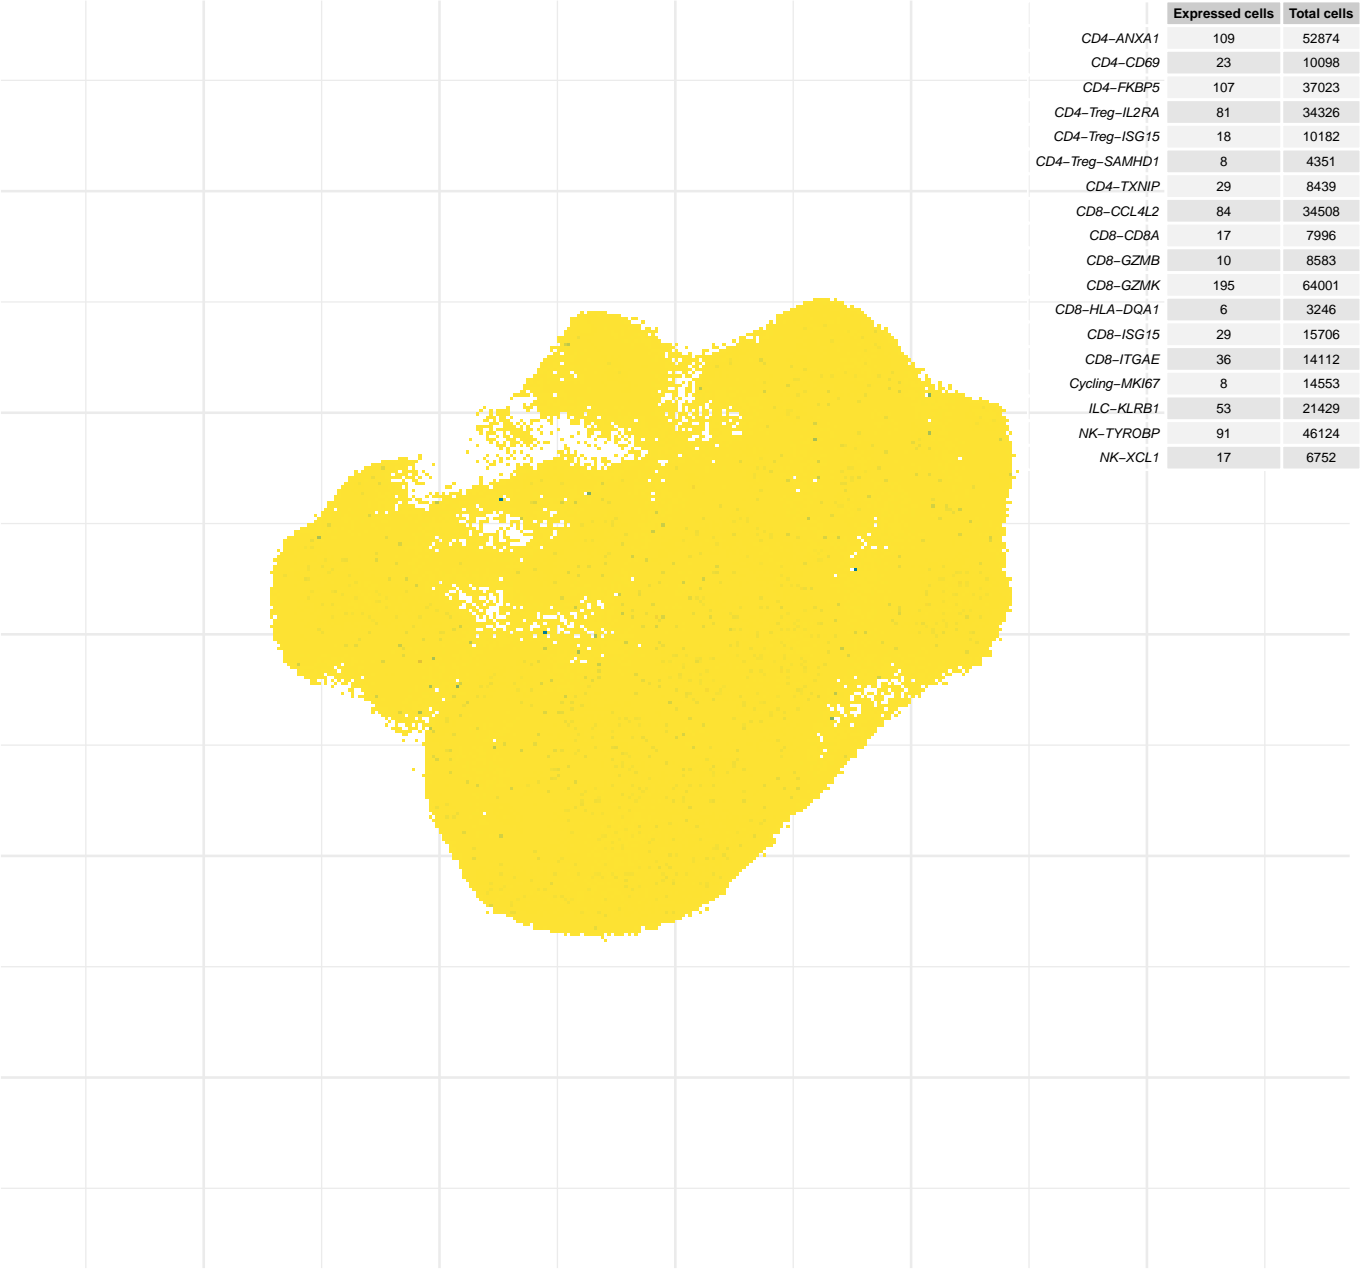 Expressed cells Total cells
CD4−ANXA1 109 52874
CD4−CD69 23 10098
CD4−FKBP5 107 37023
CD4−Treg−IL2RA 81 34326
CD4−Treg−ISG15 18 10182
CD4−Treg−SAMHD1 8 4351
CD4−TXNIP 29 8439
CD8−CCL4L2 84 34508
CD8−CD8A 17 7996
CD8−GZMB 10 8583
CD8−GZMK 195 64001
CD8−HLA−DQA1 6 3246
CD8−ISG15 29 15706
CD8−ITGAE 36 14112
Cycling−MKI67 8 14553
ILC−KLRB1 53 21429
NK−TYROBP 91 46124
NK−XCL1 17 6752